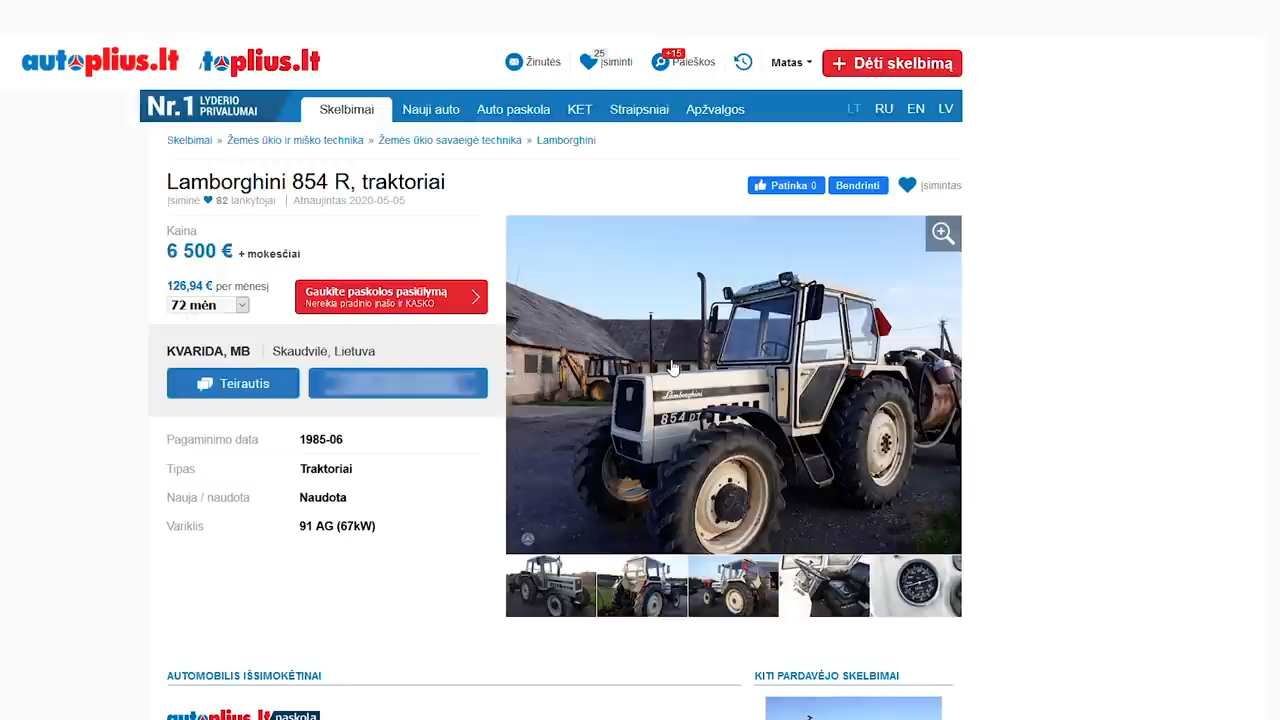 autoplius.lt toplius.lt
Žinutės
25
Įsiminti
+15
Paieškos
Matas
+ Dėti skelbimą
Nr.1 LYDERIO PRIVALUMAI
Skelbimai Nauji auto Auto paskola KET Straipsniai Apžvalgos LT RU EN LV
Skelbimai » Žemės ūkio ir miško technika » Žemės ūkio savaeigė technika » Lamborghini
Lamborghini 854 R, traktoriai
Įsiminė 82 lankytojai | Atnaujintas 2020-05-05
Patinka 0 Bendrinti Įsimintas
Kaina
6 500 € + mokesčiai
126,94 € per mėnesį
72 mėn
Gaukite paskolos pasiūlymą
Nereikia pradinio įnašo ir KASKO
KVARIDA, MB Skaudvilė, Lietuva
Teirautis
Pagaminimo data 1985-06
Tipas Traktoriai
Nauja / naudota Naudota
Variklis 91 AG (67kW)
Lamborghini
854 DT
AUTOMOBILIS IŠSIMOKĖTINAI
KITI PARDAVĖJO SKELBIMAI
autoplius.lt paskola